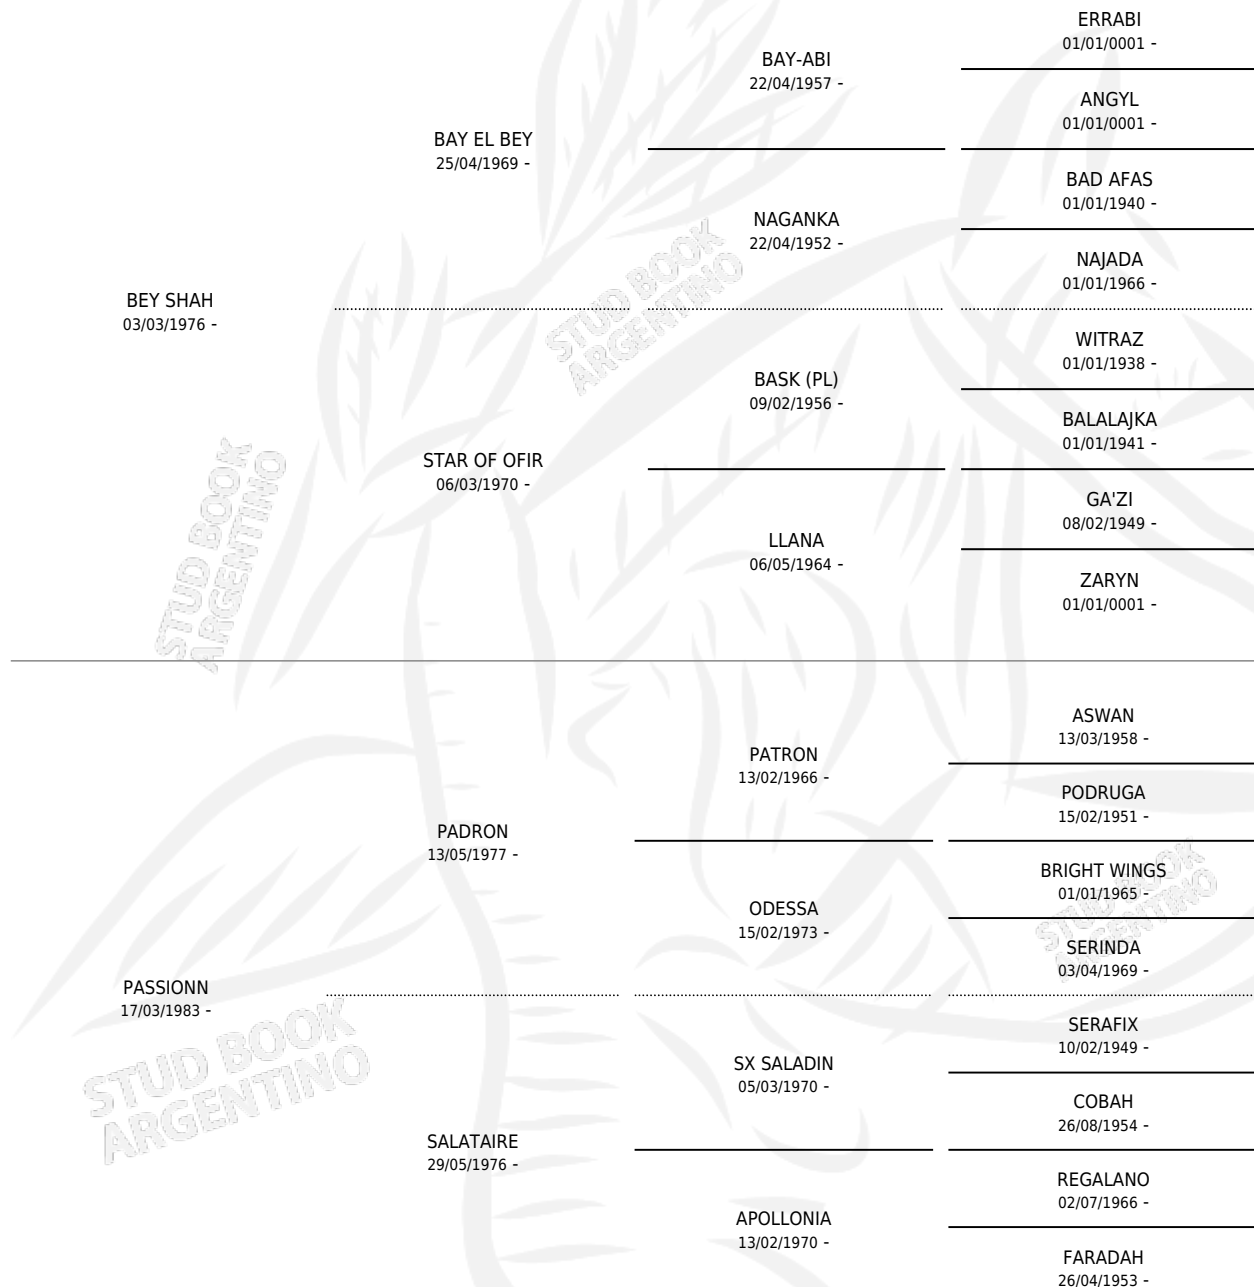 ERRABI
01/01/0001 -
BAY-ABI
22/04/1957 -
ANGYL
01/01/0001 -
BAY EL BEY
25/04/1969 -
BAD AFAS
01/01/1940 -
NAGANKA
22/04/1952 -
NAJADA
01/01/1966 -
BEY SHAH
03/03/1976 -
WITRAZ
01/01/1938 -
BASK (PL)
09/02/1956 -
BALALAJKA
01/01/1941 -
STAR OF OFIR
06/03/1970 -
GA'ZI
08/02/1949 -
LLANA
06/05/1964 -
ZARYN
01/01/0001 -
ASWAN
13/03/1958 -
PATRON
13/02/1966 -
PODRUGA
15/02/1951 -
PADRON
13/05/1977 -
BRIGHT WINGS
01/01/1965 -
ODESSA
15/02/1973 -
SERINDA
03/04/1969 -
PASSIONN
17/03/1983 -
SERAFIX
10/02/1949 -
SX SALADIN
05/03/1970 -
COBAH
26/08/1954 -
SALATAIRE
29/05/1976 -
REGALANO
02/07/1966 -
APOLLONIA
13/02/1970 -
FARADAH
26/04/1953 -
STUD BOOK
ARGENTINO
STUD BOOK
ARGENTINO
STUD BOOK
ARGENTINO
STUD BOOK
ARGENTINO